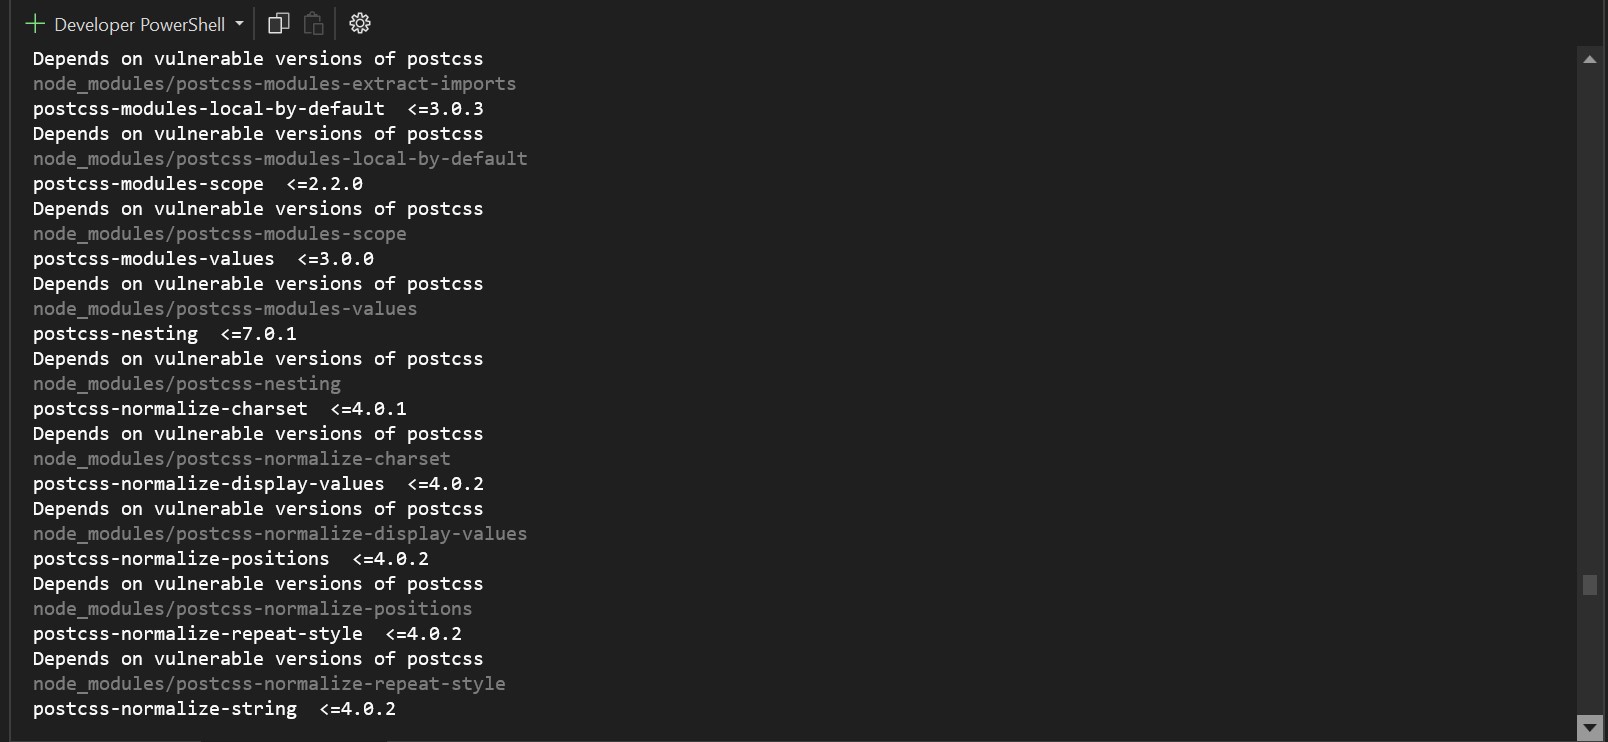 Developer PowerShell
Depends on vulnerable versions of postcss
node_modules/postcss-modules-extract-imports
postcss-modules-local-by-default  <=3.0.3
Depends on vulnerable versions of postcss
node_modules/postcss-modules-local-by-default
postcss-modules-scope  <=2.2.0
Depends on vulnerable versions of postcss
node_modules/postcss-modules-scope
postcss-modules-values  <=3.0.0
Depends on vulnerable versions of postcss
node_modules/postcss-modules-values
postcss-nesting  <=7.0.1
Depends on vulnerable versions of postcss
node_modules/postcss-nesting
postcss-normalize-charset  <=4.0.1
Depends on vulnerable versions of postcss
node_modules/postcss-normalize-charset
postcss-normalize-display-values  <=4.0.2
Depends on vulnerable versions of postcss
node_modules/postcss-normalize-display-values
postcss-normalize-positions  <=4.0.2
Depends on vulnerable versions of postcss
node_modules/postcss-normalize-positions
postcss-normalize-repeat-style  <=4.0.2
Depends on vulnerable versions of postcss
node_modules/postcss-normalize-repeat-style
postcss-normalize-string  <=4.0.2